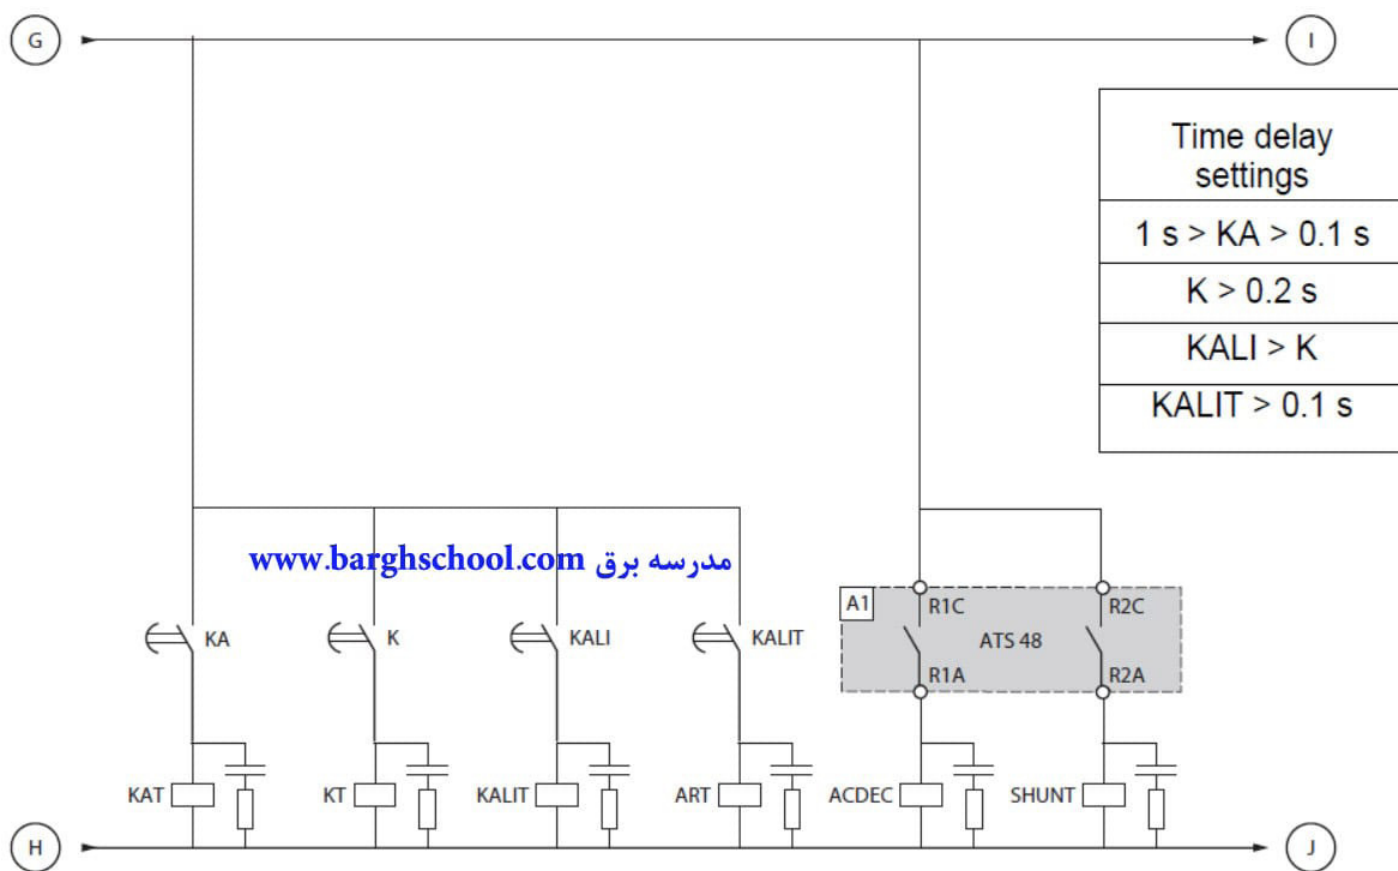 G
I
Time delay
settings
1 s > KA > 0.1 s
K > 0.2 s
KALI > K
KALIT > 0.1 s
www.barghschool.com مدرسه برق
A1
R1C
R2C
KA
K
KALI
KALIT
ATS 48
R1A
R2A
KAT
KT
KALIT
ART
ACDEC
SHUNT
H
J